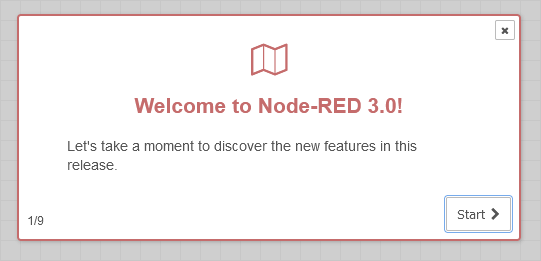 Welcome to Node-RED 3.0!
Let's take a moment to discover the new features in this
release.
1/9
Start